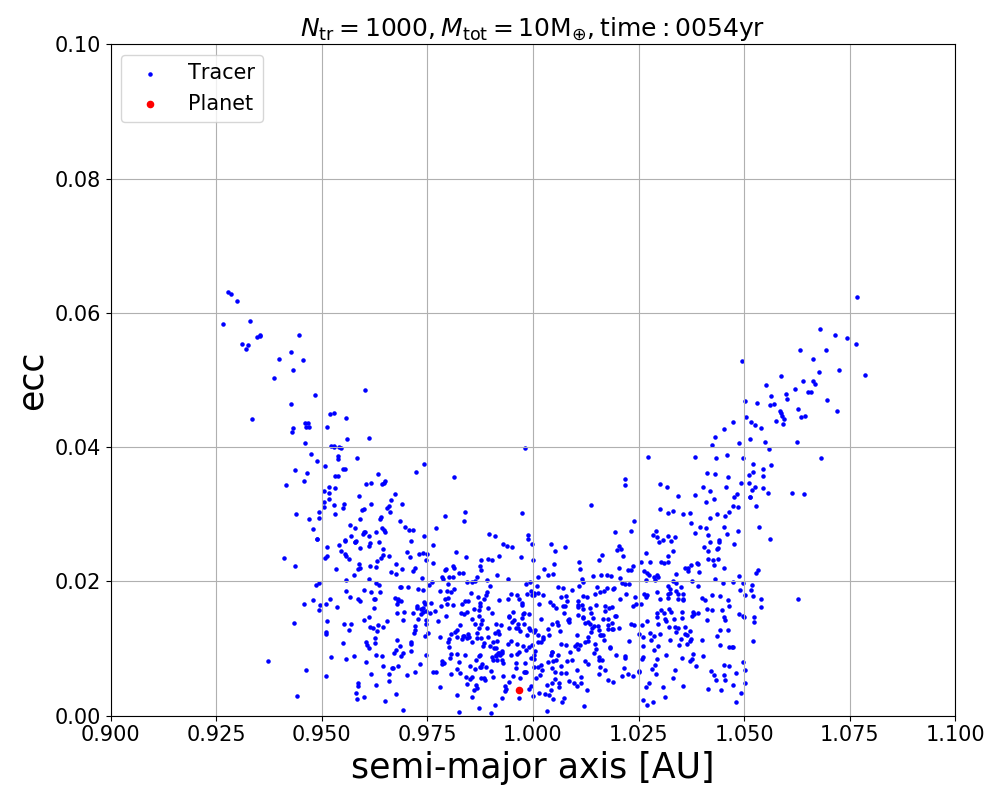 N_tr = 1000, M_tot = 10M_⊕, time : 0054yr
Tracer
Planet
0.10
0.08
0.06
0.04
0.02
0.00
ecc
0.900 0.925 0.950 0.975 1.000 1.025 1.050 1.075 1.100
semi-major axis [AU]